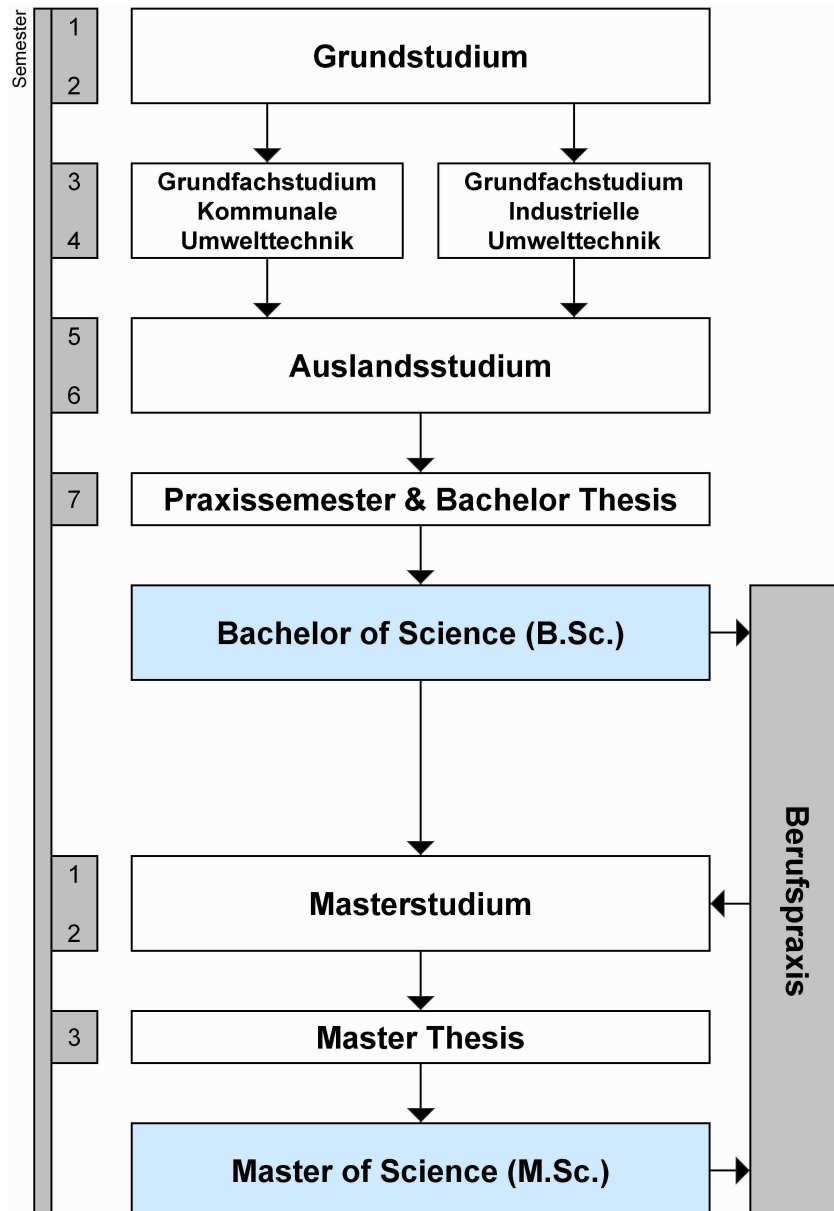 Semester
1
2
Grundstudium
3
4
Grundfachstudium
Kommunale
Umwelttechnik
Grundfachstudium
Industrielle
Umwelttechnik
5
6
Auslandsstudium
7
Praxissemester & Bachelor Thesis
Bachelor of Science (B.Sc.)
Berufspraxis
1
2
Masterstudium
3
Master Thesis
Master of Science (M.Sc.)